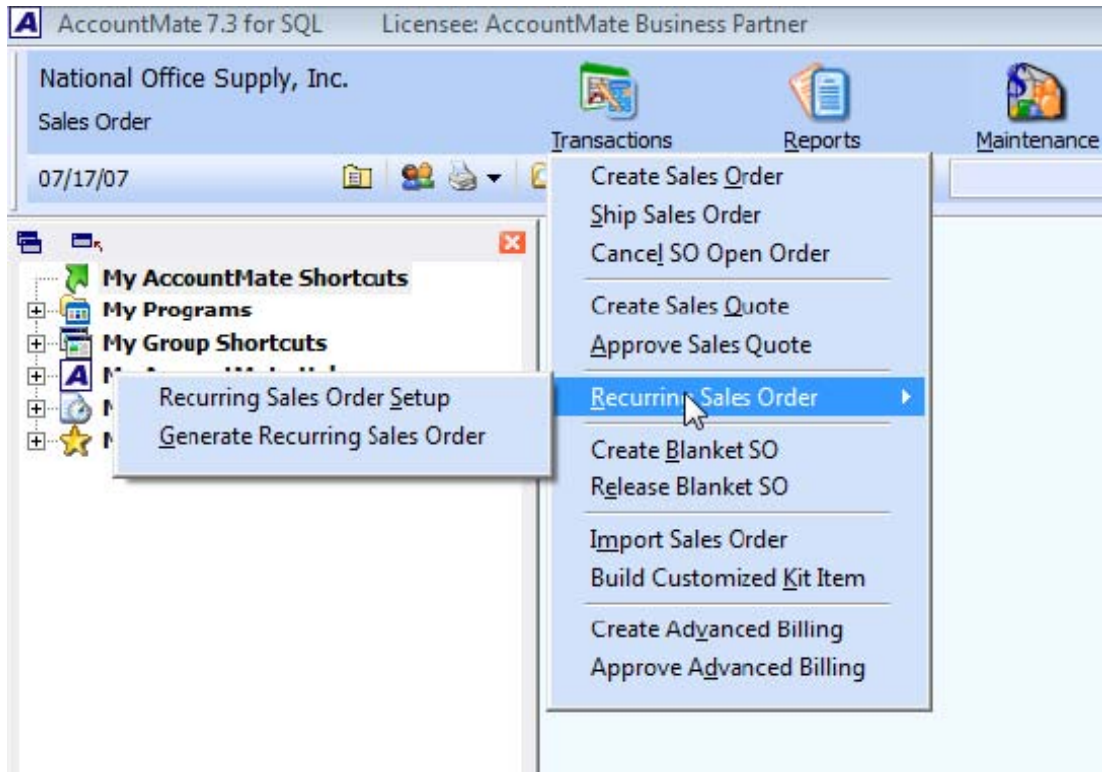 AccountMate 7.3 for SQL Licensee: AccountMate Business Partner
National Office Supply, Inc.
Sales Order
Transactions Reports Maintenance
07/17/07
Create Sales Order
Ship Sales Order
Cancel SO Open Order
Create Sales Quote
Approve Sales Quote
Recurring Sales Order
Create Blanket SO
Release Blanket SO
Import Sales Order
Build Customized Kit Item
Create Advanced Billing
Approve Advanced Billing
My AccountMate Shortcuts
My Programs
My Group Shortcuts
Recurring Sales Order Setup
Generate Recurring Sales Order